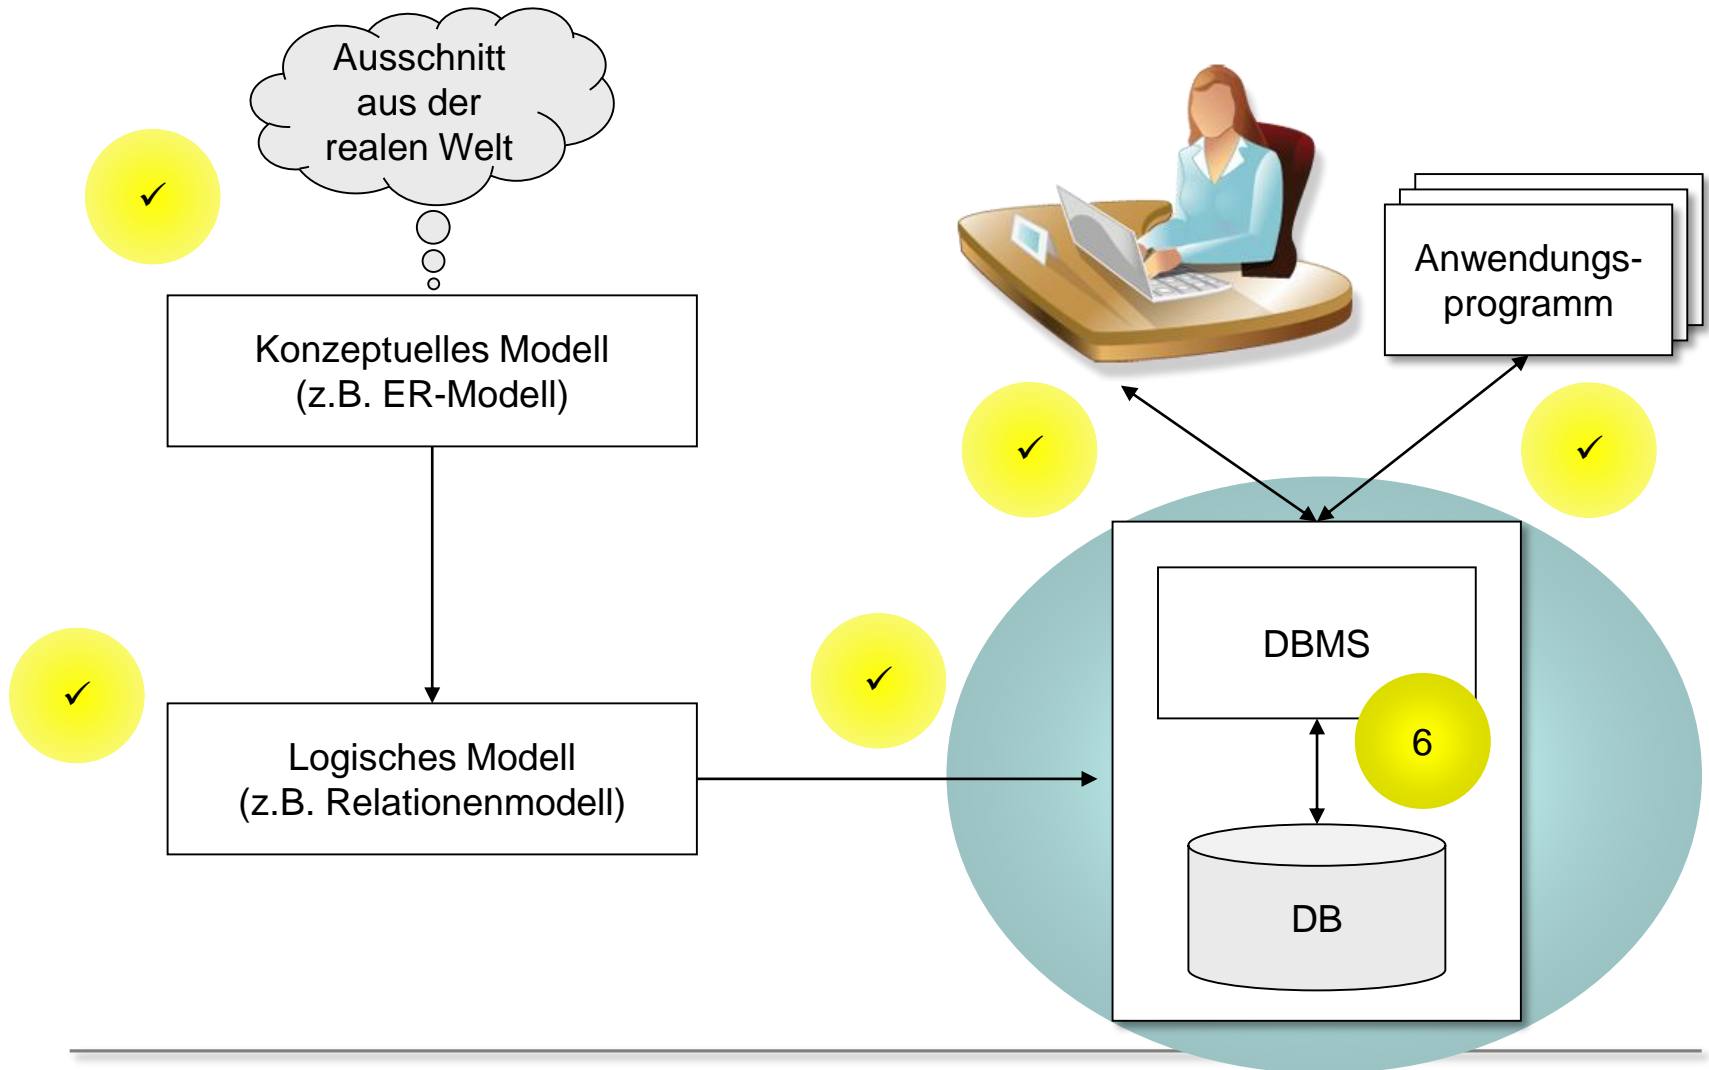 Ausschnitt
aus der
realen Welt
✓
Konzeptuelles Modell
(z.B. ER-Modell)
✓
Logisches Modell
(z.B. Relationenmodell)
✓
Anwendungs-
programm
✓
✓
DBMS
6
DB